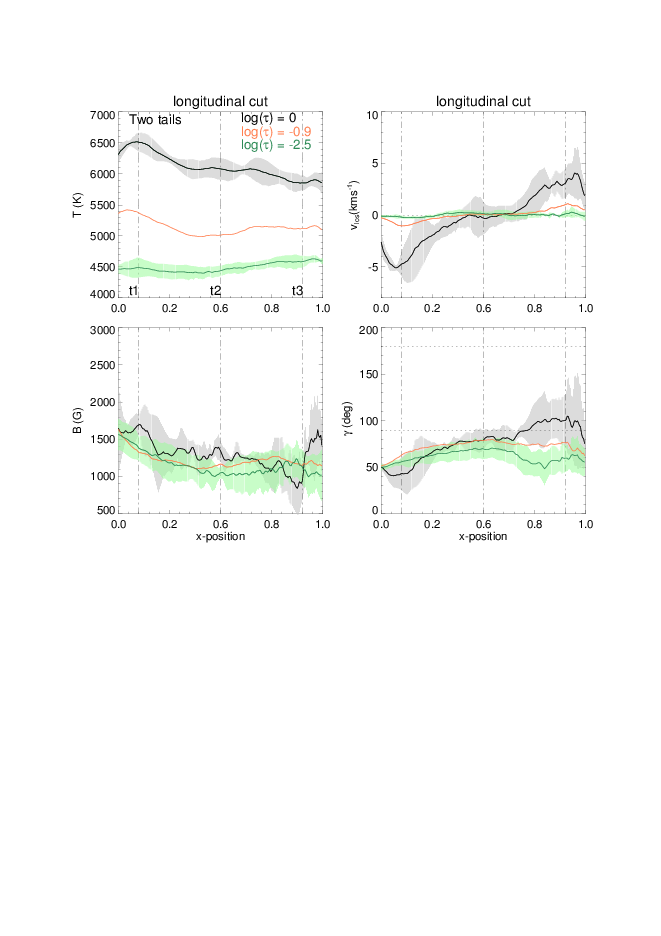 longitudinal cut
longitudinal cut
7000
6500
6000
5500
5000
4500
4000
T (K)
Two tails
log(τ) = 0
log(τ) = -0.9
log(τ) = -2.5
t1
t2
t3
0.0 0.2 0.4 0.6 0.8 1.0
10
5
0
-5
v_los(kms⁻¹)
0.0 0.2 0.4 0.6 0.8 1.0
3000
2500
2000
1500
1000
500
B (G)
0.0 0.2 0.4 0.6 0.8 1.0
x-position
200
150
100
50
0
γ (deg)
0.0 0.2 0.4 0.6 0.8 1.0
x-position